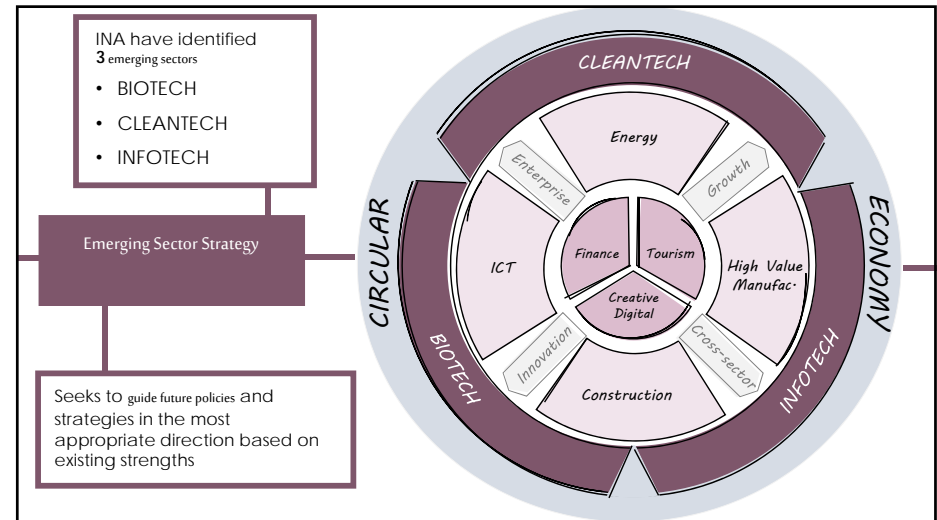 INA have identified
3 emerging sectors
• BIOTECH
• CLEANTECH
• INFOTECH
Emerging Sector Strategy
Seeks to guide future policies and
strategies in the most
appropriate direction based on
existing strengths
CIRCULAR
ECONOMY
CLEANTECH
BIOTECH
INFOTECH
Energy
Enterprise
Growth
ICT
High Value
Manufac.
Innovation
Cross-sector
Construction
Finance
Tourism
Creative
Digital